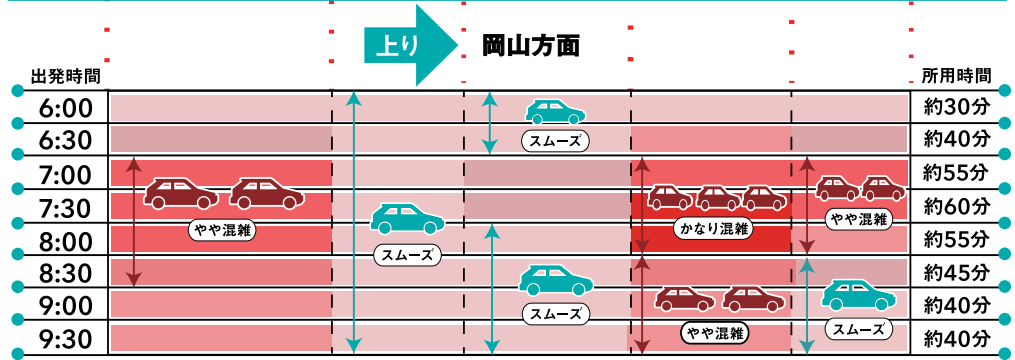 上り 岡山方面
出発時間 所用時間
6:00 約30分
スムーズ
6:30 約40分
7:00 約55分
7:30 約60分
やや混雑 かなり混雑 やや混雑
8:00 約55分
スムーズ
8:30 約45分
9:00 約40分
スムーズ やや混雑 スムーズ
9:30 約40分